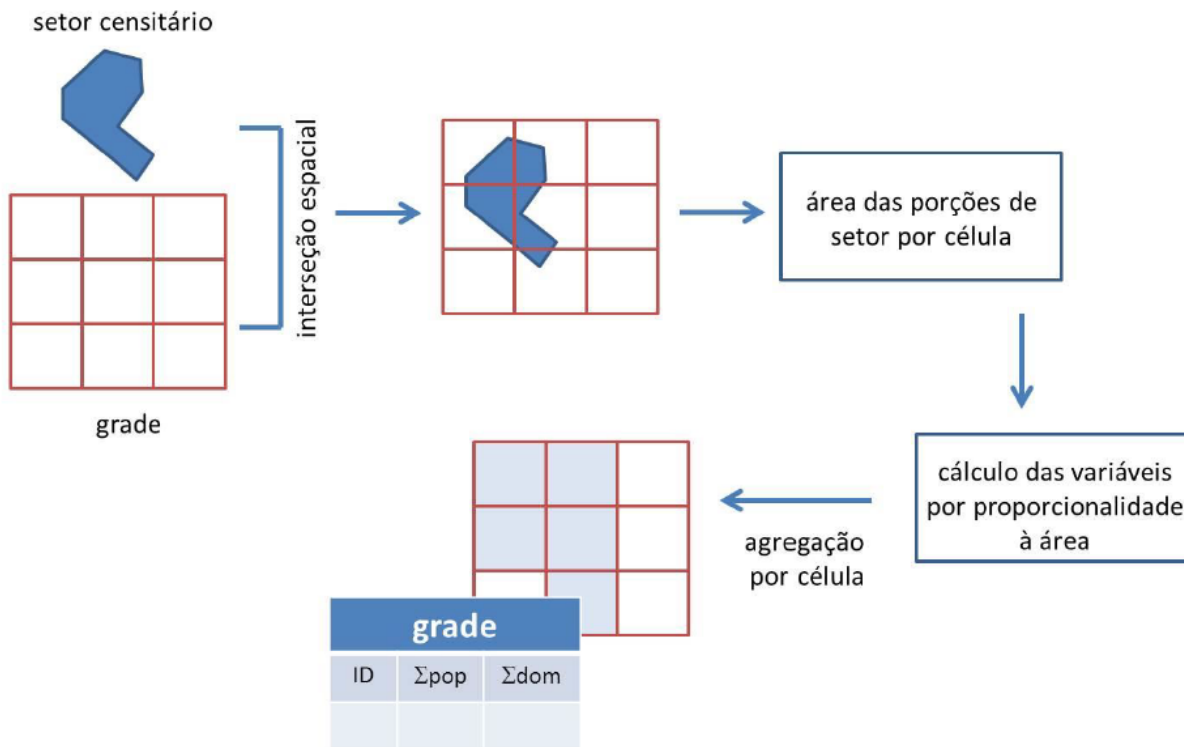 setor censitário
interseção espacial
grade
área das porções de
setor por célula
cálculo das variáveis
por proporcionalidade
à área
agregação
por célula
grade
ID Σpop Σdom